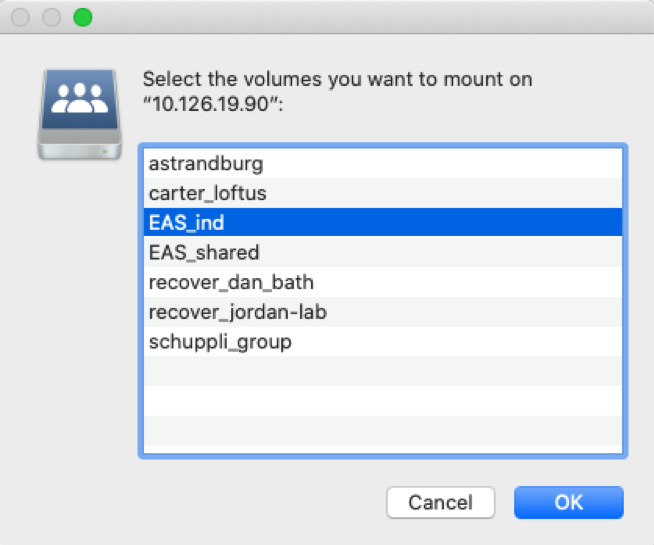 Select the volumes you want to mount on
“10.126.19.90”:
astrandburg
carter_loftus
EAS_ind
EAS_shared
recover_dan_bath
recover_jordan-lab
schuppli_group
Cancel
OK